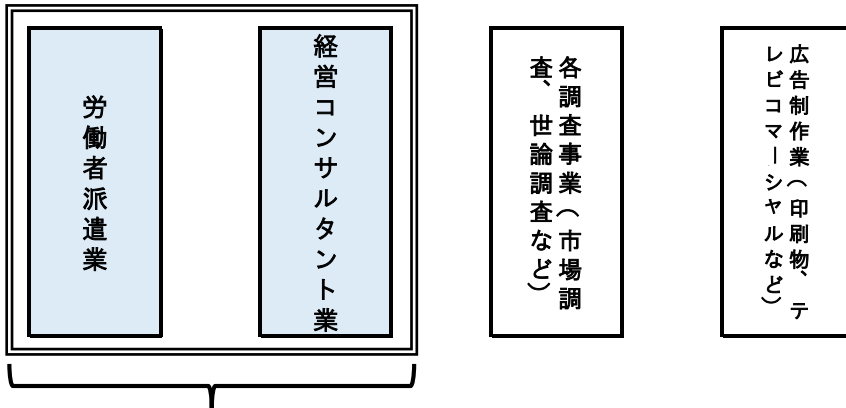 労働者派遣業
経営コンサルタント業
各調査事業(市場調
査、世論調査など)
広告制作業(印刷物、テ
レビコマーシャルなど)